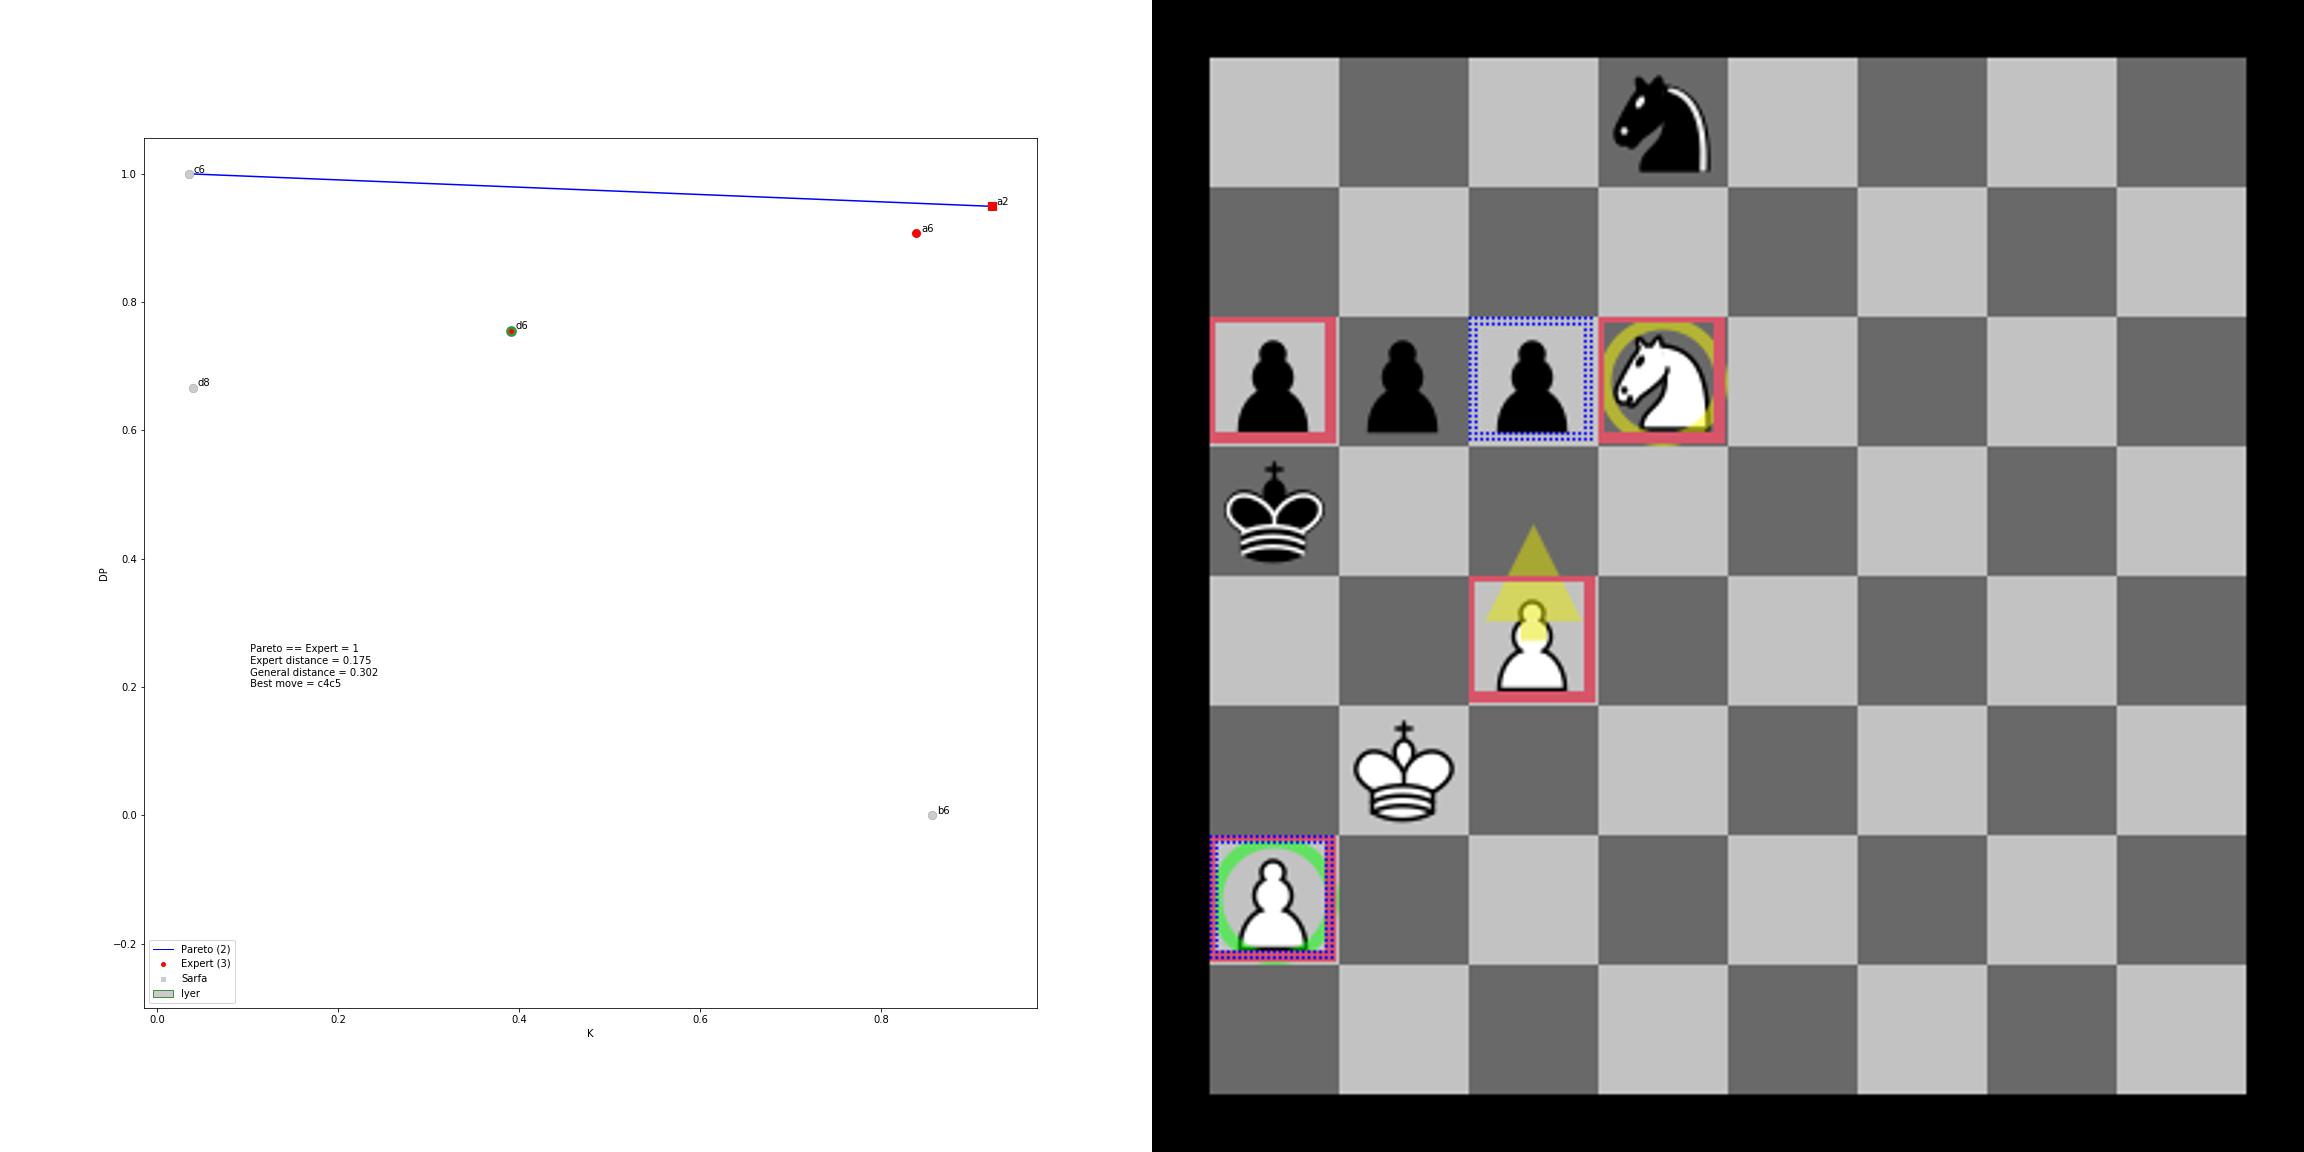 c6
a2
a6
d6
d8
b6
1.0
0.8
0.6
0.4
0.2
0.0
−0.2
DP
Pareto == Expert = 1
Expert distance = 0.175
General distance = 0.302
Best move = c4c5
Pareto (2)
Expert (3)
Sarfa
Iyer
0.0
0.2
0.4
0.6
0.8
K